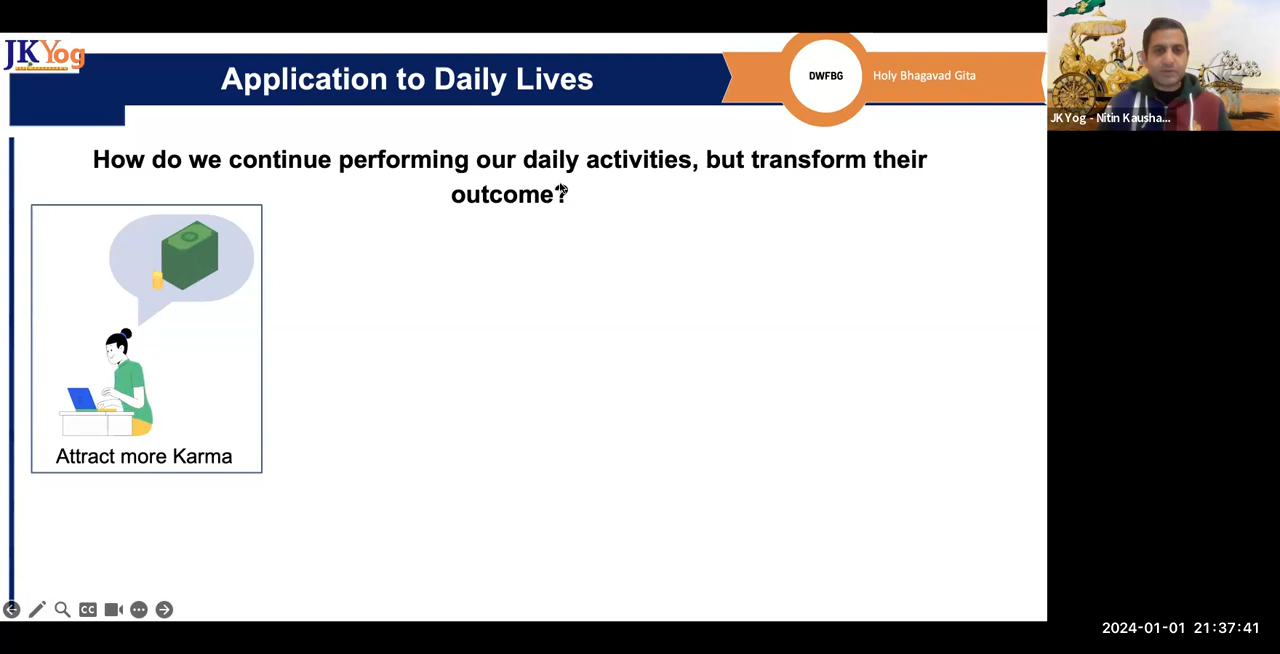 JKYog
Application to Daily Lives
DWFBG
Holy Bhagavad Gita
JKYog - Nitin Kausha...
How do we continue performing our daily activities, but transform their
outcome?
Attract more Karma
CC
2024-01-01 21:37:41